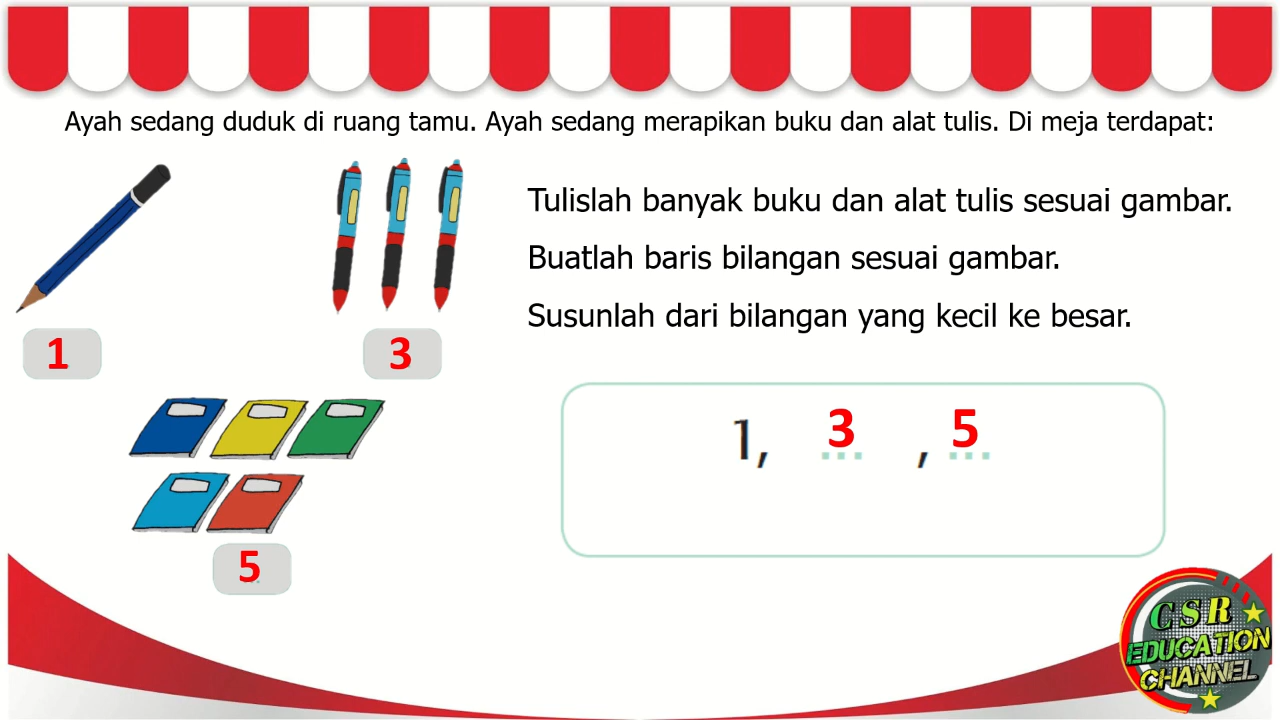 Ayah sedang duduk di ruang tamu. Ayah sedang merapikan buku dan alat tulis. Di meja terdapat:
Tulislah banyak buku dan alat tulis sesuai gambar.
Buatlah baris bilangan sesuai gambar.
Susunlah dari bilangan yang kecil ke besar.
1
3
5
1, 3 , 5
CSR
EDUCATION
CHANNEL